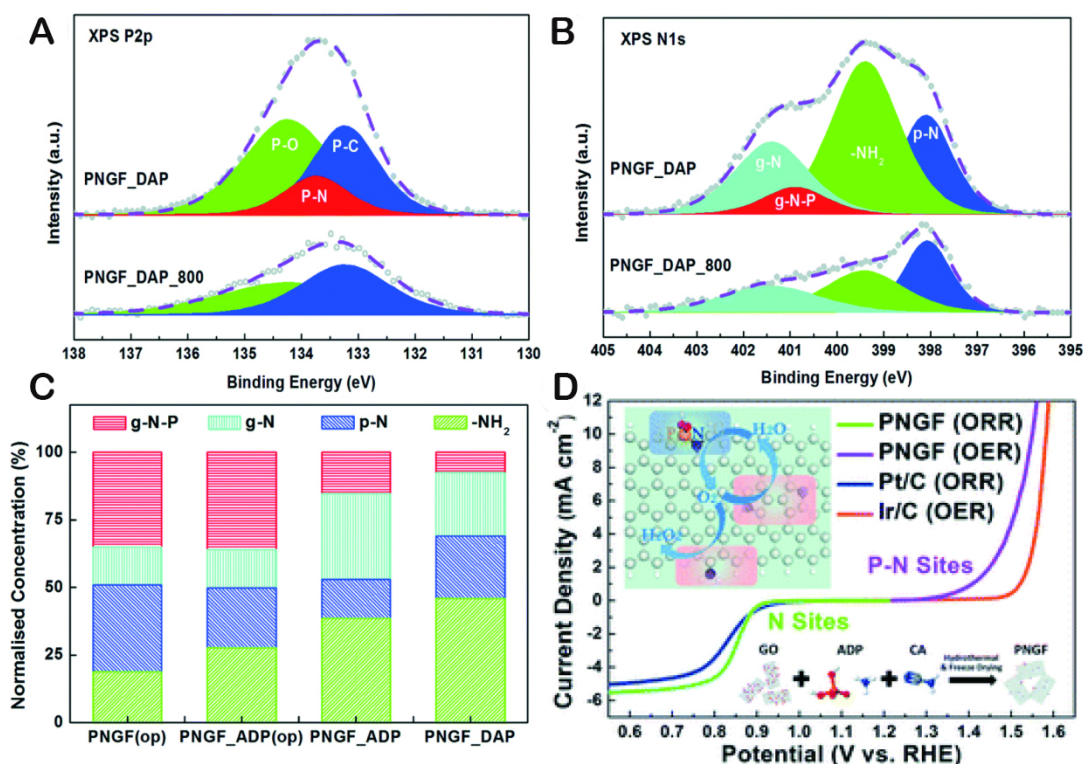 A
XPS P2p
P-O
P-C
P-N
PNGF_DAP
PNGF_DAP_800
Intensity (a.u.)
138 137 136 135 134 133 132 131 130
Binding Energy (eV)
B
XPS N1s
g-N
-NH2
p-N
g-N-P
PNGF_DAP
PNGF_DAP_800
Intensity (a.u.)
405 404 403 402 401 400 399 398 397 396 395
Binding Energy (eV)
C
g-N-P g-N p-N -NH2
Normalised Concentration (%)
100
75
50
25
0
PNGF(op) PNGF_ADP(op) PNGF_ADP PNGF_DAP
D
Current Density (mA cm-2)
12
10
8
6
4
2
0
-2
-4
-6
PNGF (ORR)
PNGF (OER)
Pt/C (ORR)
Ir/C (OER)
P N
H2O
O2
H2O2
P-N Sites
N Sites
GO ADP CA Hydrothermal & Freeze Drying PNGF
+ +
0.6 0.7 0.8 0.9 1.0 1.1 1.2 1.3 1.4 1.5 1.6
Potential (V vs. RHE)